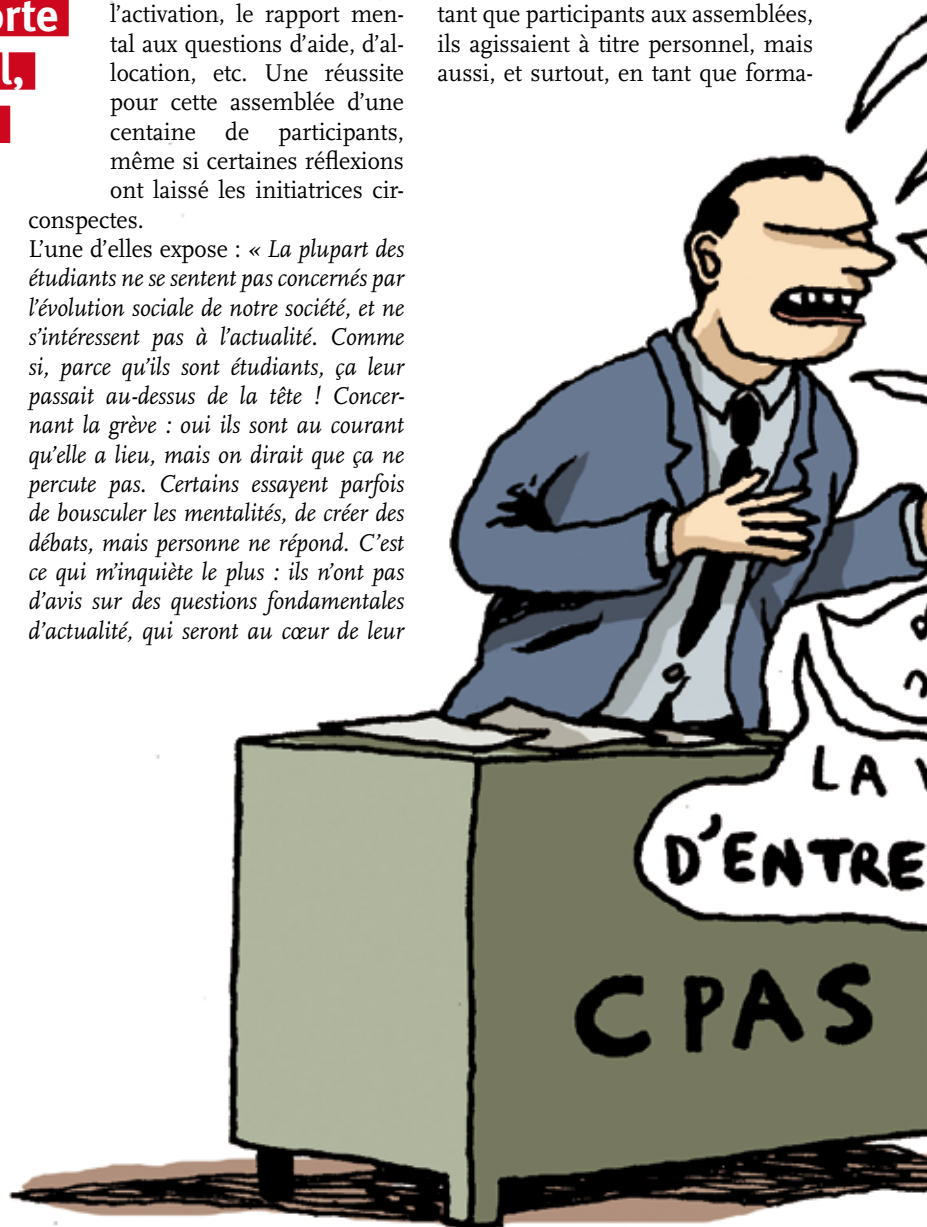 l'activation, le rapport men-
tal aux questions d'aide, d'al-
location, etc. Une réussite
pour cette assemblée d'une
centaine de participants,
même si certaines réflexions
ont laissé les initiatrices cir-
conspectes.
L'une d'elles expose : « La plupart des
étudiants ne se sentent pas concernés par
l'évolution sociale de notre société, et ne
s'intéressent pas à l'actualité. Comme
si, parce qu'ils sont étudiants, ça leur
passait au-dessus de la tête ! Concer-
nant la grève : oui ils sont au courant
qu'elle a lieu, mais on dirait que ça ne
percute pas. Certains essayent parfois
de bousculer les mentalités, de créer des
débats, mais personne ne répond. C'est
ce qui m'inquiète le plus : ils n'ont pas
d'avis sur des questions fondamentales
d'actualité, qui seront au cœur de leur
tant que participants aux assemblées,
ils agissaient à titre personnel, mais
aussi, et surtout, en tant que forma-
LA
D'ENTRE
CPAS